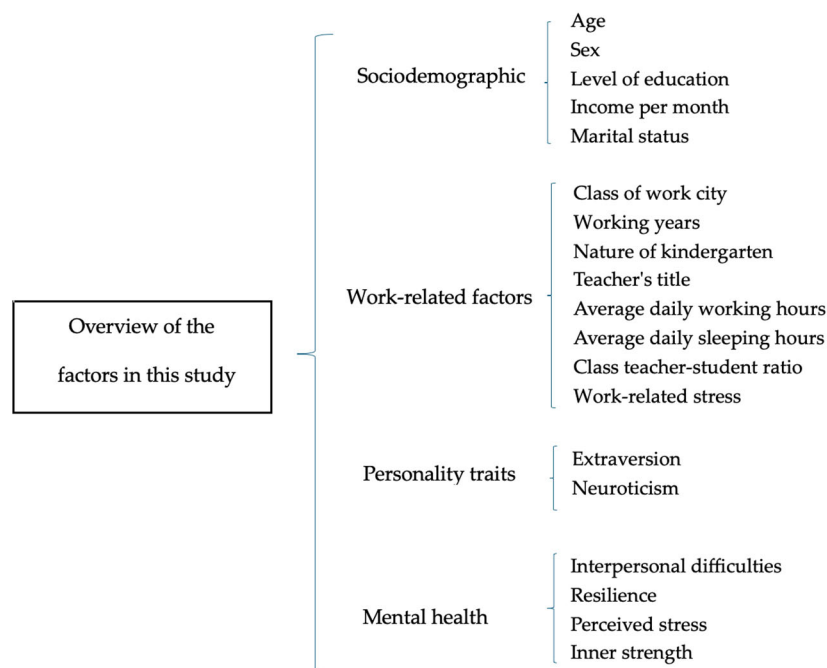 Overview of the
factors in this study
Sociodemographic
Age
Sex
Level of education
Income per month
Marital status
Work-related factors
Class of work city
Working years
Nature of kindergarten
Teacher's title
Average daily working hours
Average daily sleeping hours
Class teacher-student ratio
Work-related stress
Personality traits
Extraversion
Neuroticism
Mental health
Interpersonal difficulties
Resilience
Perceived stress
Inner strength